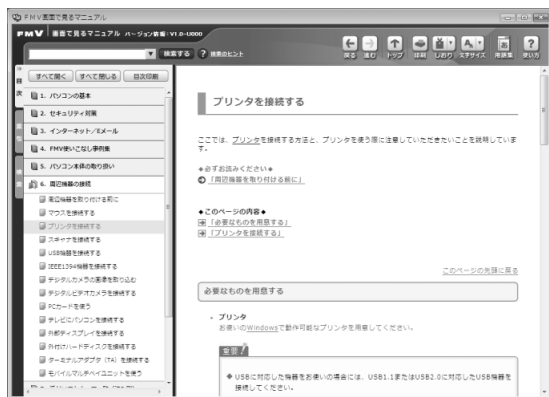 FMV画面で見るマニュアル
FMV 画面で見るマニュアル バージョン情報:V1.0-U000
検索する ? 検索のヒント
戻る 進む トップ 印刷 しおり 文字サイズ 用語集 使い方
目次
すべて開く すべて閉じる 目次印刷
1. パソコンの基本
2. セキュリティ対策
3. インターネット／Eメール
4. FMV使いこなし事例集
5. パソコン本体の取り扱い
6. 周辺機器の接続
周辺機器を取り付ける前に
マウスを接続する
プリンタを接続する
スキャナを接続する
USB機器を接続する
IEEE1394機器を接続する
デジタルカメラの画像を取り込む
デジタルビデオカメラを接続する
PCカードを使う
テレビにパソコンを接続する
外部ディスプレイを接続する
外付けハードディスクを接続する
ターミナルアダプタ（TA）を接続する
モバイルマルチベイユニットを使う
プリンタを接続する
ここでは、プリンタを接続する方法と、プリンタを使う際に注意していただきたいことを説明していま
す。
◆必ずお読みください◆
「周辺機器を取り付ける前に」
◆このページの内容◆
「必要なものを用意する」
「プリンタを接続する」
このページの先頭に戻る
必要なものを用意する
・ プリンタ
お使いのWindowsで動作可能なプリンタを用意してください。
重要
◆USBに対応した機器をお使いの場合には、USB1.1またはUSB2.0に対応したUSB機器を
接続してください。